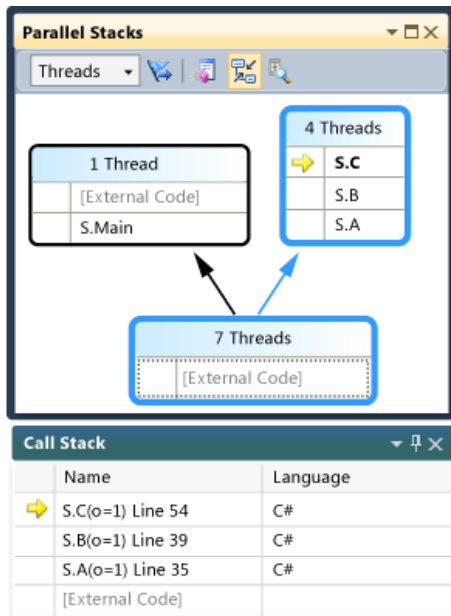 Parallel Stacks
Threads
4 Threads
S.C
S.B
S.A
1 Thread
[External Code]
S.Main
7 Threads
[External Code]
Call Stack
Name Language
S.C(o=1) Line 54 C#
S.B(o=1) Line 39 C#
S.A(o=1) Line 35 C#
[External Code]